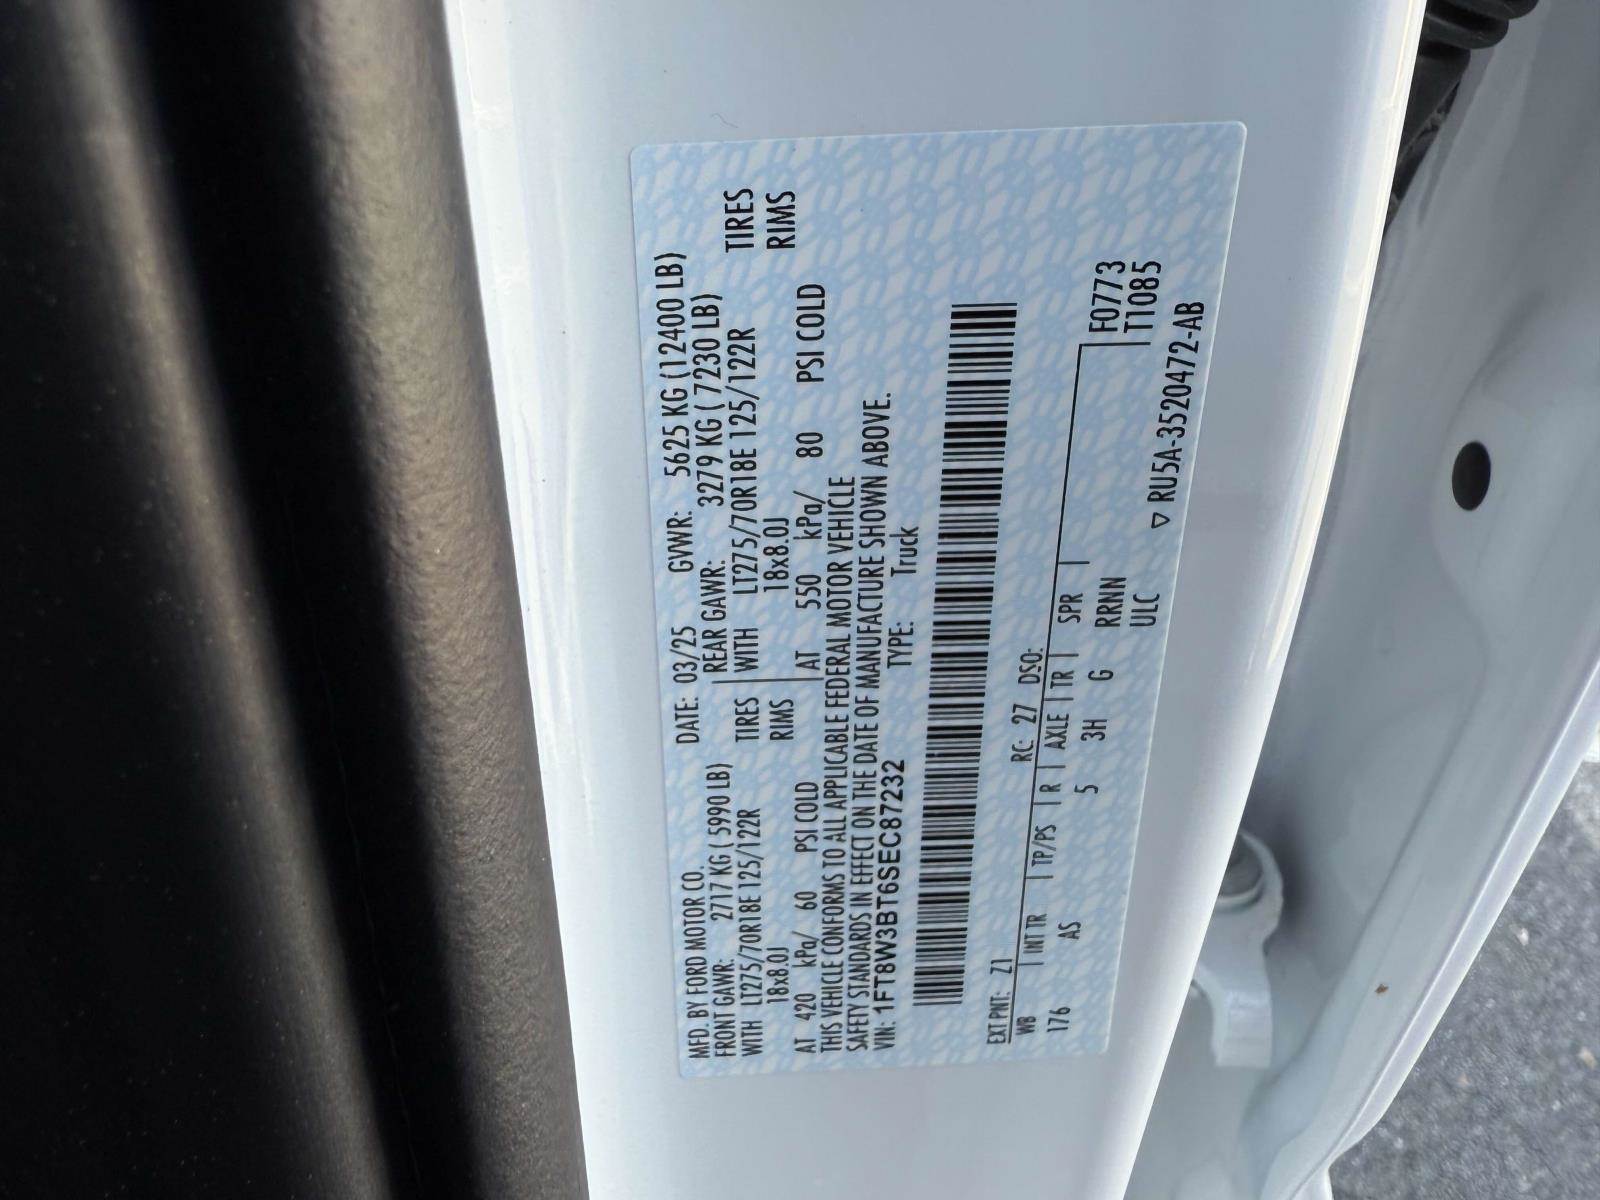 MFD. BY FORD MOTOR CO. DATE: 03/25 GVWR: 5625 KG (12400 LB)
FRONT GAWR: 2717 KG ( 5990 LB) REAR GAWR: 3279 KG ( 7230 LB)
WITH LT275/70R18E 125/122R TIRES WITH LT275/70R18E 125/122R TIRES
18x8.0J RIMS 18x8.0J RIMS
AT 420 kPa/ 60 PSI COLD AT 550 kPa/ 80 PSI COLD
THIS VEHICLE CONFORMS TO ALL APPLICABLE FEDERAL MOTOR VEHICLE
SAFETY STANDARDS IN EFFECT ON THE DATE OF MANUFACTURE SHOWN ABOVE.
VIN: 1FT8W3BT6SEC87232 TYPE: Truck
EXT PNT: Z1 RC: 27 DSO:
WB INT TR TP/PS R AXLE TR SPR F0773
176 AS 5 3H G RRNN T1085
ULC ▽ RU5A-3520472-AB